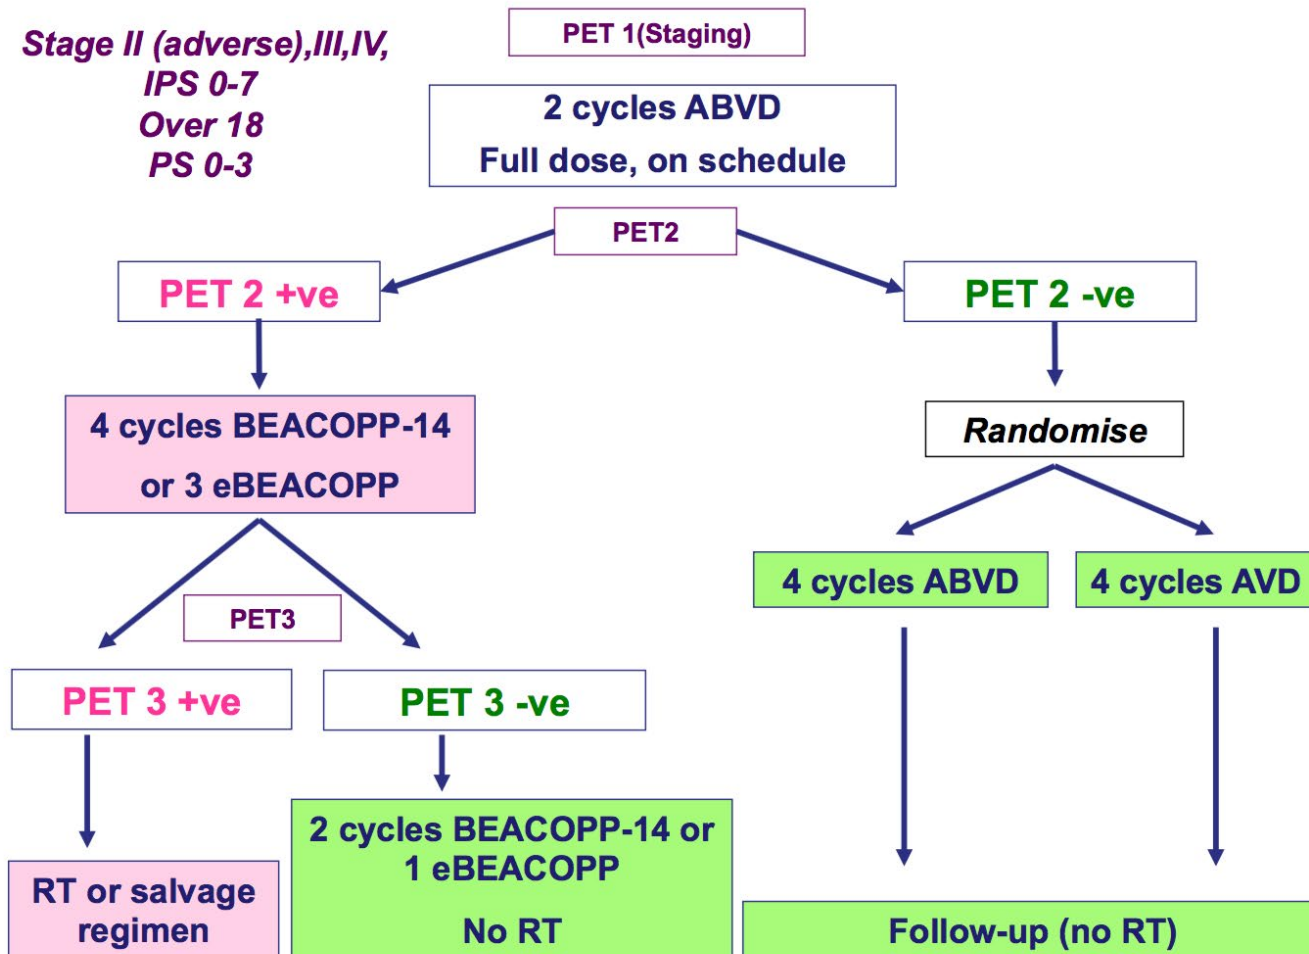 Stage II (adverse),III,IV,
IPS 0-7
Over 18
PS 0-3
PET 1(Staging)
2 cycles ABVD
Full dose, on schedule
PET2
PET 2 +ve
PET 2 -ve
4 cycles BEACOPP-14
or 3 eBEACOPP
Randomise
4 cycles ABVD
4 cycles AVD
PET3
PET 3 +ve
PET 3 -ve
RT or salvage
regimen
2 cycles BEACOPP-14 or
1 eBEACOPP
No RT
Follow-up (no RT)